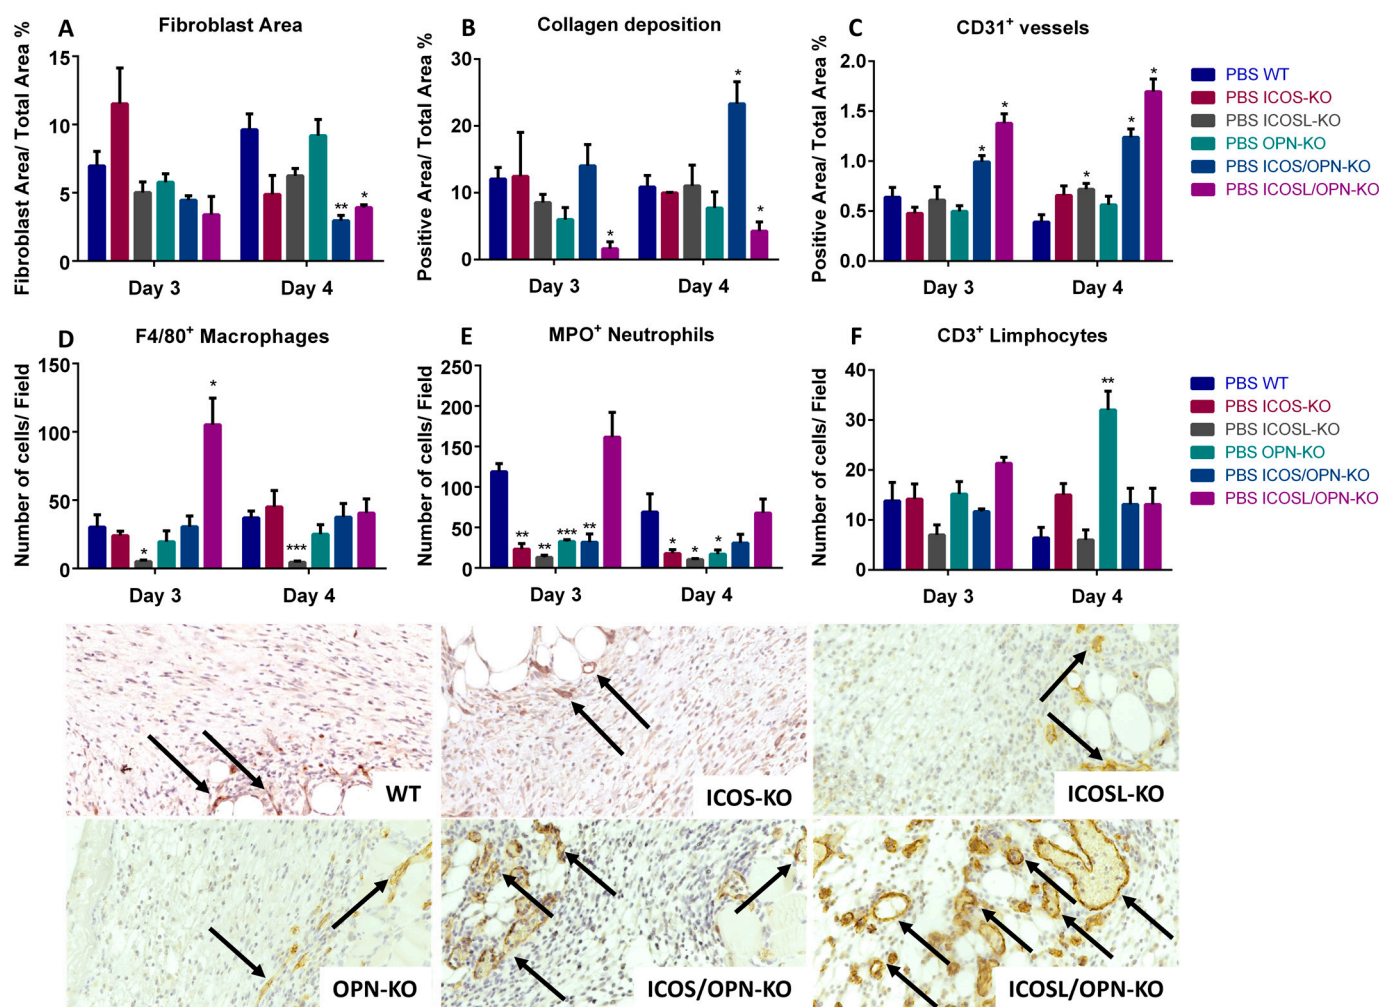 A Fibroblast Area
Fibroblast Area/ Total Area %
15
10
5
0
Day 3 Day 4
B Collagen deposition
Positive Area/ Total Area %
30
20
10
0
*
*
*
Day 3 Day 4
C CD31+ vessels
Positive Area/ Total Area %
2.0
1.5
1.0
0.5
0.0
*
*
*
*
*
Day 3 Day 4
**
*
PBS WT
PBS ICOS-KO
PBS ICOSL-KO
PBS OPN-KO
PBS ICOS/OPN-KO
PBS ICOSL/OPN-KO
D F4/80+ Macrophages
Number of cells/ Field
150
100
50
0
*
*
***
Day 3 Day 4
E MPO+ Neutrophils
Number of cells/ Field
250
200
150
100
50
0
**
**
***
**
*
*
*
Day 3 Day 4
F CD3+ Limphocytes
Number of cells/ Field
40
30
20
10
0
**
Day 3 Day 4
PBS WT
PBS ICOS-KO
PBS ICOSL-KO
PBS OPN-KO
PBS ICOS/OPN-KO
PBS ICOSL/OPN-KO
WT
ICOS-KO
ICOSL-KO
OPN-KO
ICOS/OPN-KO
ICOSL/OPN-KO